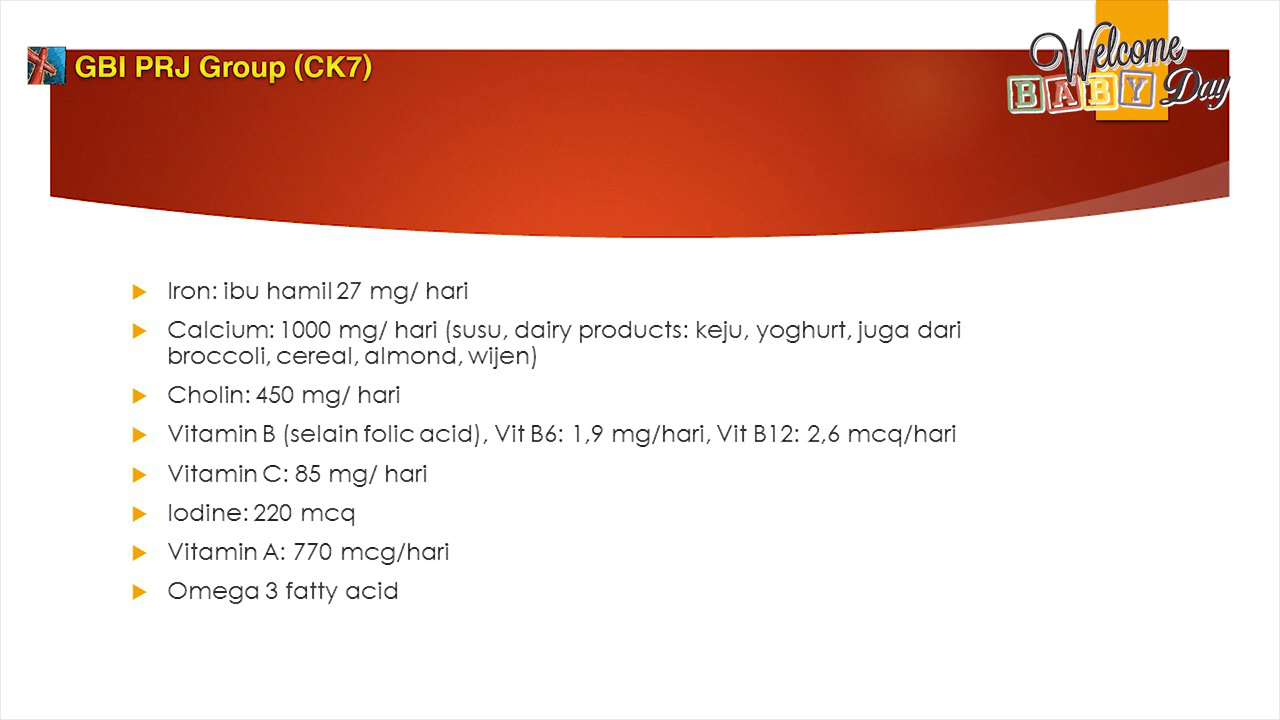 GBI PRJ Group (CK7)
Welcome
BABY Day
Iron: ibu hamil 27 mg/ hari
Calcium: 1000 mg/ hari (susu, dairy products: keju, yoghurt, juga dari
broccoli, cereal, almond, wijen)
Cholin: 450 mg/ hari
Vitamin B (selain folic acid), Vit B6: 1,9 mg/hari, Vit B12: 2,6 mcq/hari
Vitamin C: 85 mg/ hari
Iodine: 220 mcq
Vitamin A: 770 mcg/hari
Omega 3 fatty acid